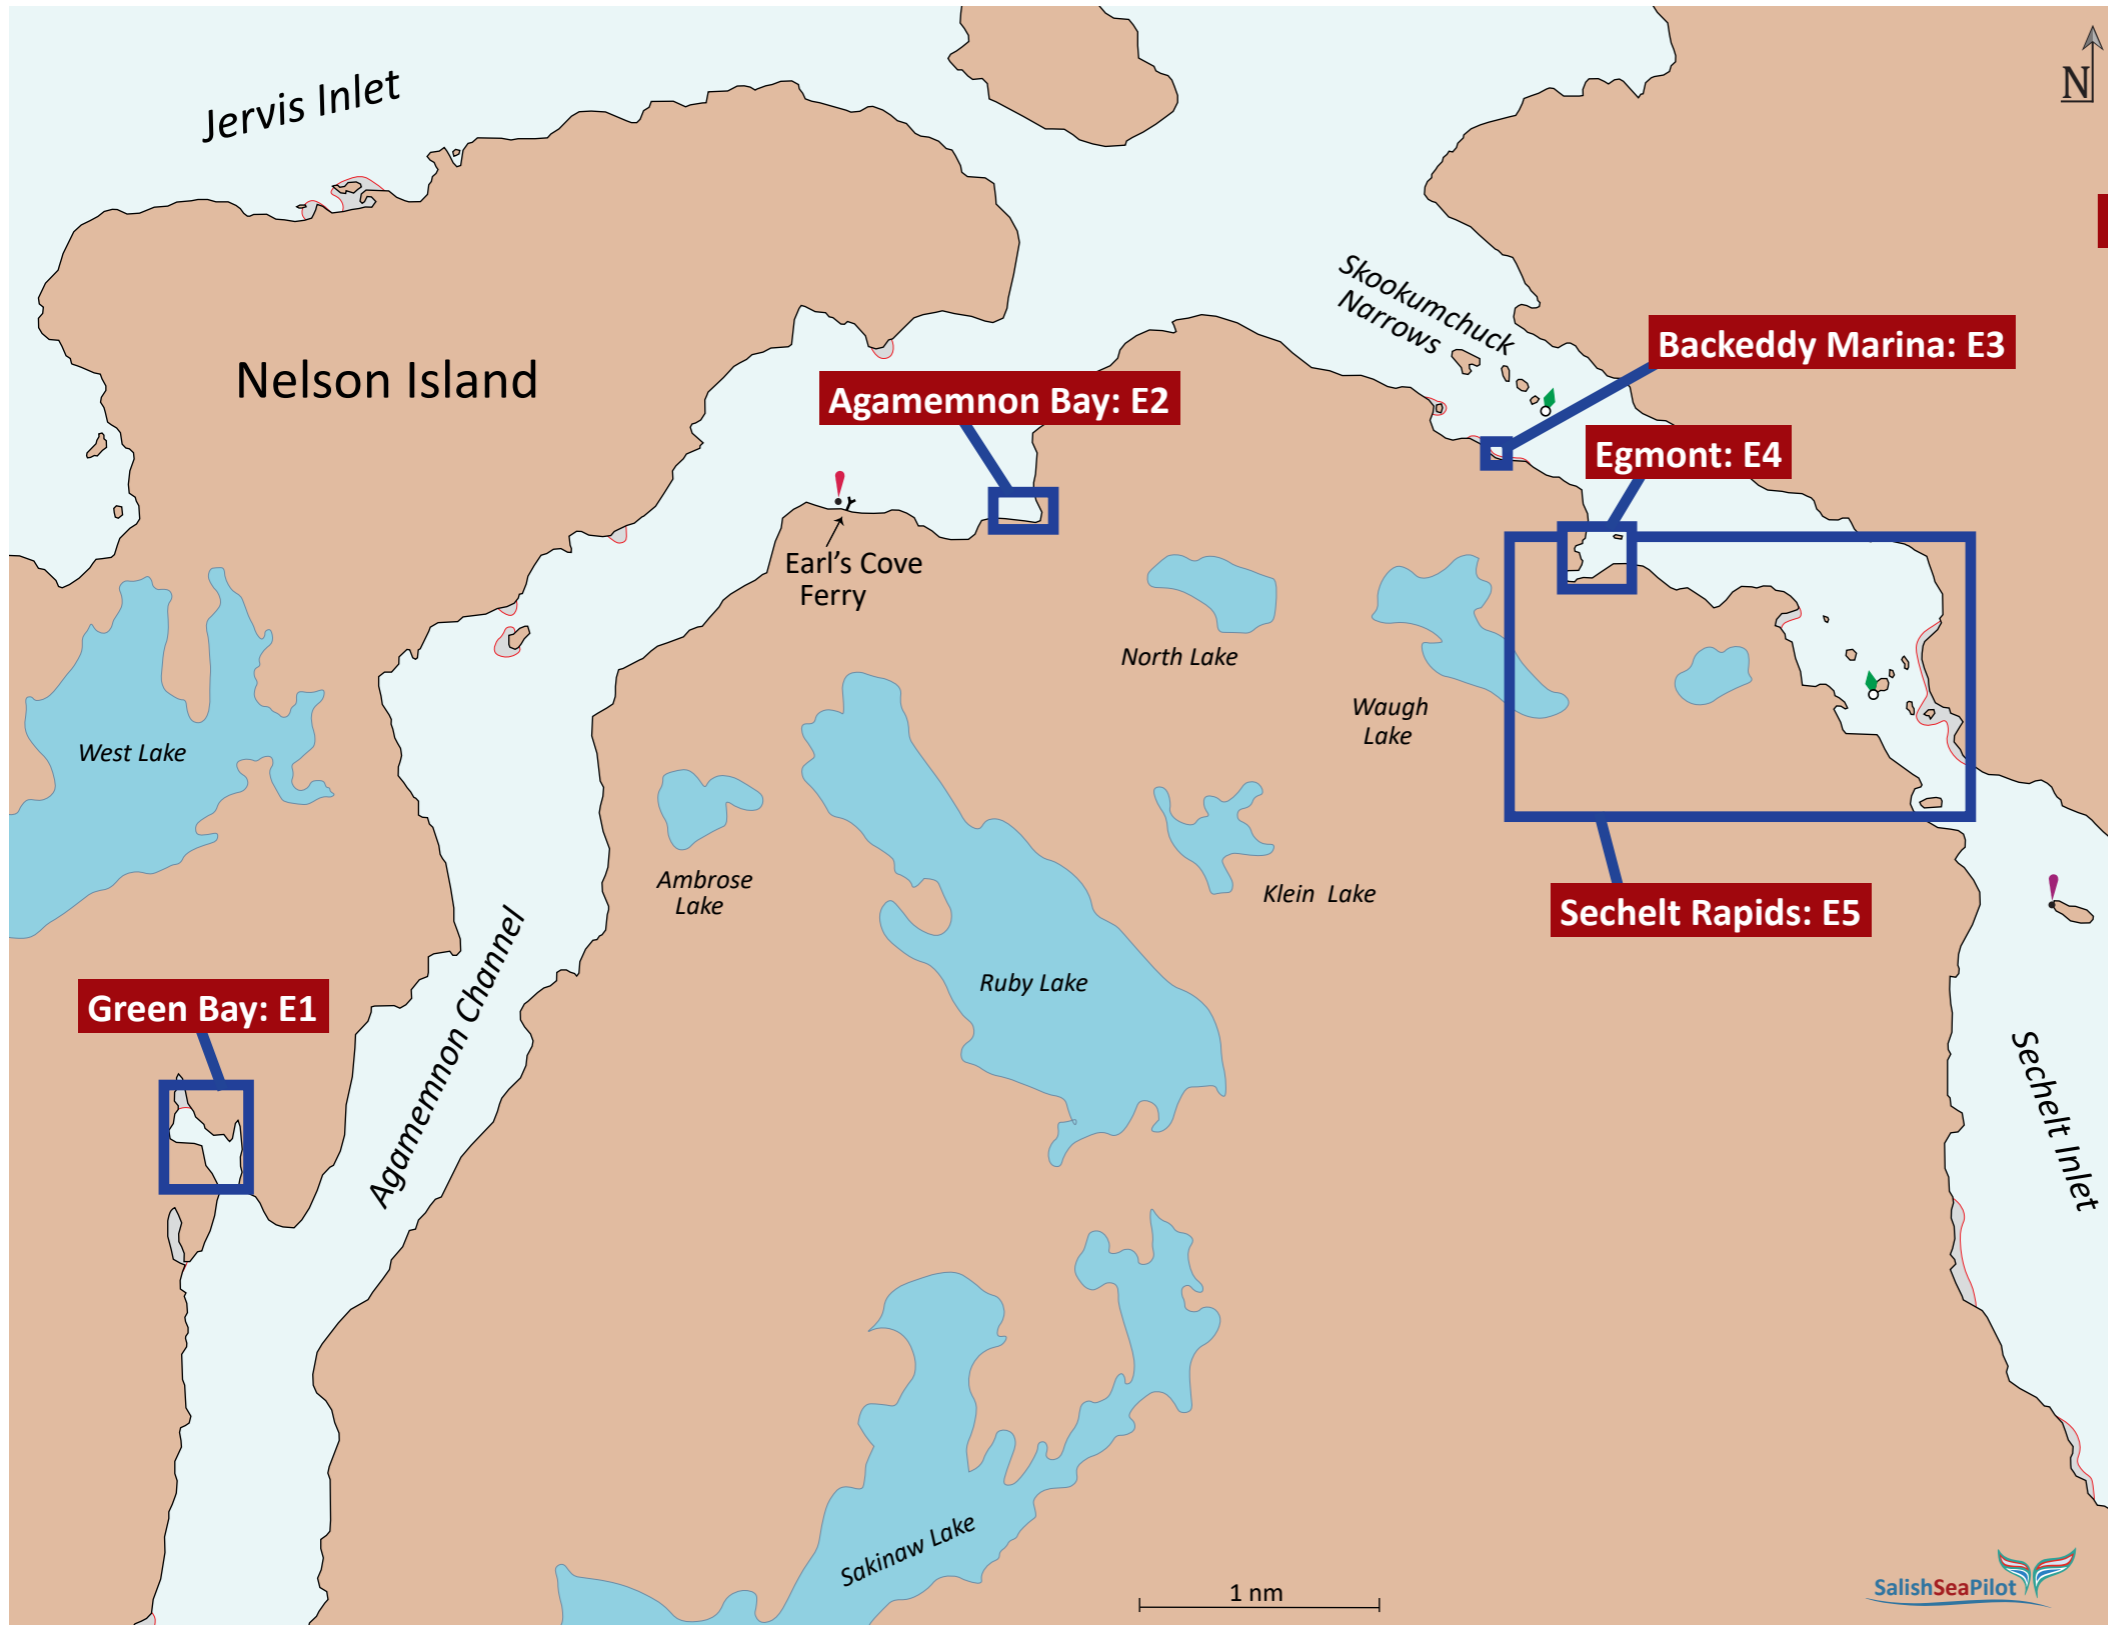 Jervis Inlet
N
Skookumchuck
Narrows
Backeddy Marina: E3
Nelson Island
Agamemnon Bay: E2
Egmont: E4
Earl's Cove
Ferry
North Lake
Waugh
Lake
West Lake
Ambrose
Lake
Klein Lake
Sechelt Rapids: E5
Ruby Lake
Green Bay: E1
Agamemnon Channel
Sechelt Inlet
Sakinaw Lake
1 nm
SalishSeaPilot